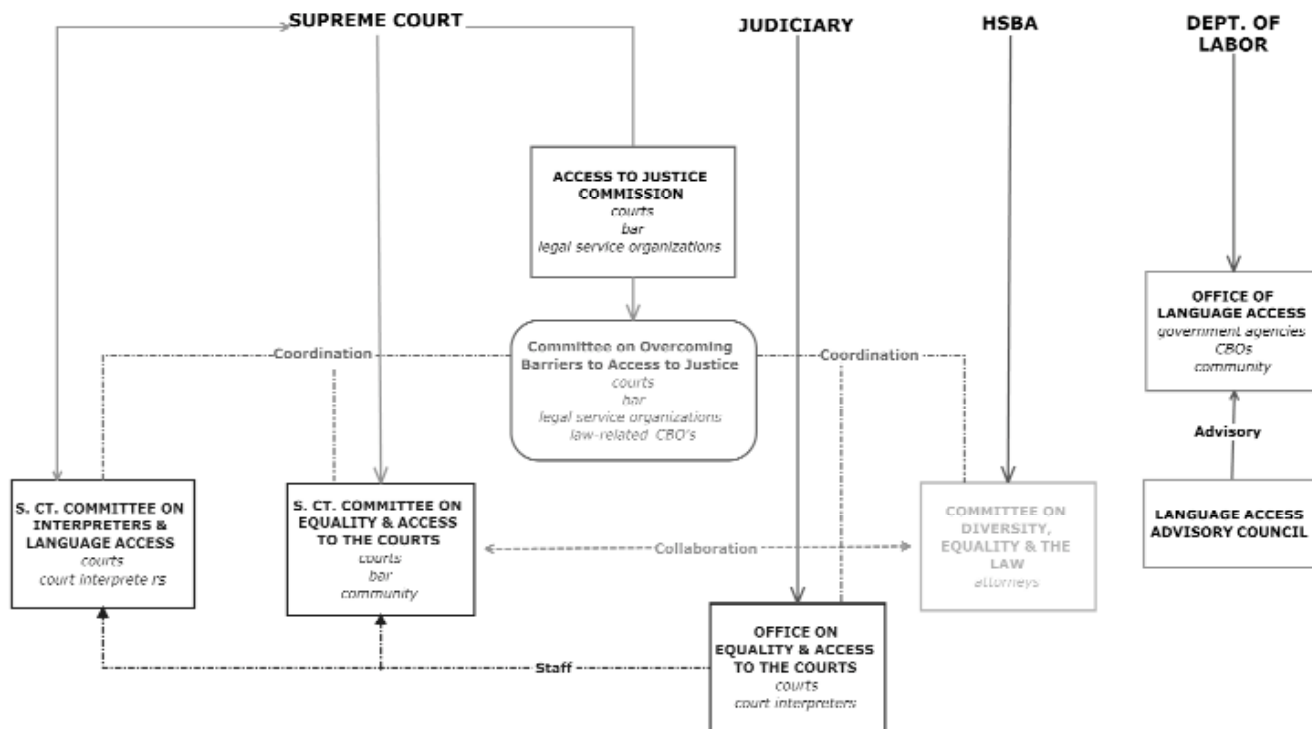 SUPREME COURT
JUDICIARY
HSBA
DEPT. OF
LABOR
ACCESS TO JUSTICE
COMMISSION
courts
bar
legal service organizations
OFFICE OF
LANGUAGE ACCESS
government agencies
CBOs
community
Coordination
Committee on Overcoming
Barriers to Access to Justice
courts
bar
legal service organizations
law-related CBO's
Coordination
Advisory
S. CT. COMMITTEE ON
INTERPRETERS &
LANGUAGE ACCESS
courts
court interpreters
S. CT. COMMITTEE ON
EQUALITY & ACCESS
TO THE COURTS
courts
bar
community
Collaboration
COMMITTEE ON
DIVERSITY,
EQUALITY & THE
LAW
attorneys
LANGUAGE ACCESS
ADVISORY COUNCIL
Staff
OFFICE ON
EQUALITY & ACCESS
TO THE COURTS
courts
court interpreters